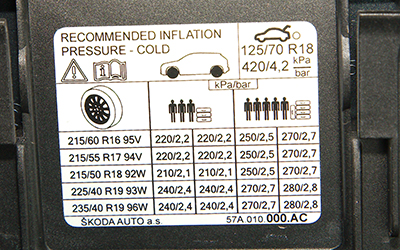 RECOMMENDED INFLATION
PRESSURE - COLD
125/70 R18
420/4,2 kPa/bar
kPa/bar
215/60 R16 95V 220/2,2 220/2,2 250/2,5 270/2,7
215/55 R17 94V 220/2,2 220/2,2 250/2,5 270/2,7
215/50 R18 92W 210/2,1 210/2,1 250/2,5 270/2,7
225/40 R19 93W 240/2,4 240/2,4 270/2,7 280/2,8
235/40 R19 96W 240/2,4 240/2,4 270/2,7 280/2,8
ŠKODA AUTO a.s. 57A.010.000.AC